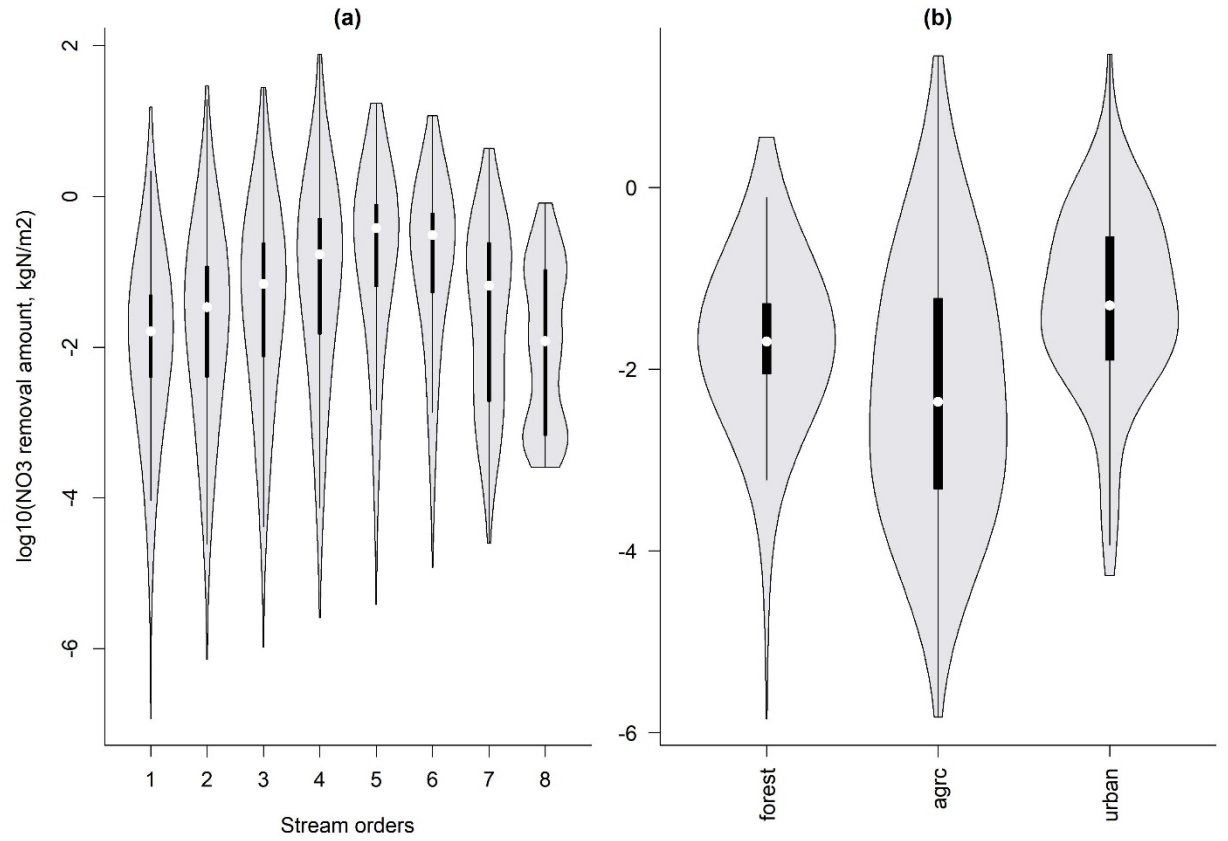 (a)
log10(NO3 removal amount, kgN/m2)
2
0
-2
-4
-6
1 2 3 4 5 6 7 8
Stream orders
(b)
0
-2
-4
-6
forest
agrc
urban